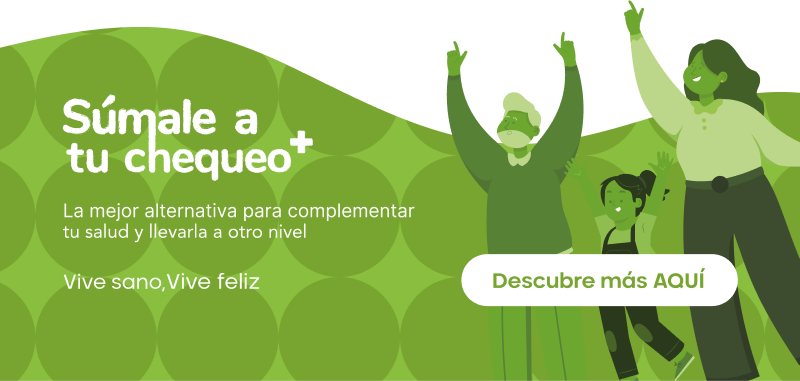 Súmale a
tu chequeo+
La mejor alternativa para complementar
tu salud y llevarla a otro nivel
Vive sano,Vive feliz
Descubre más AQUÍ